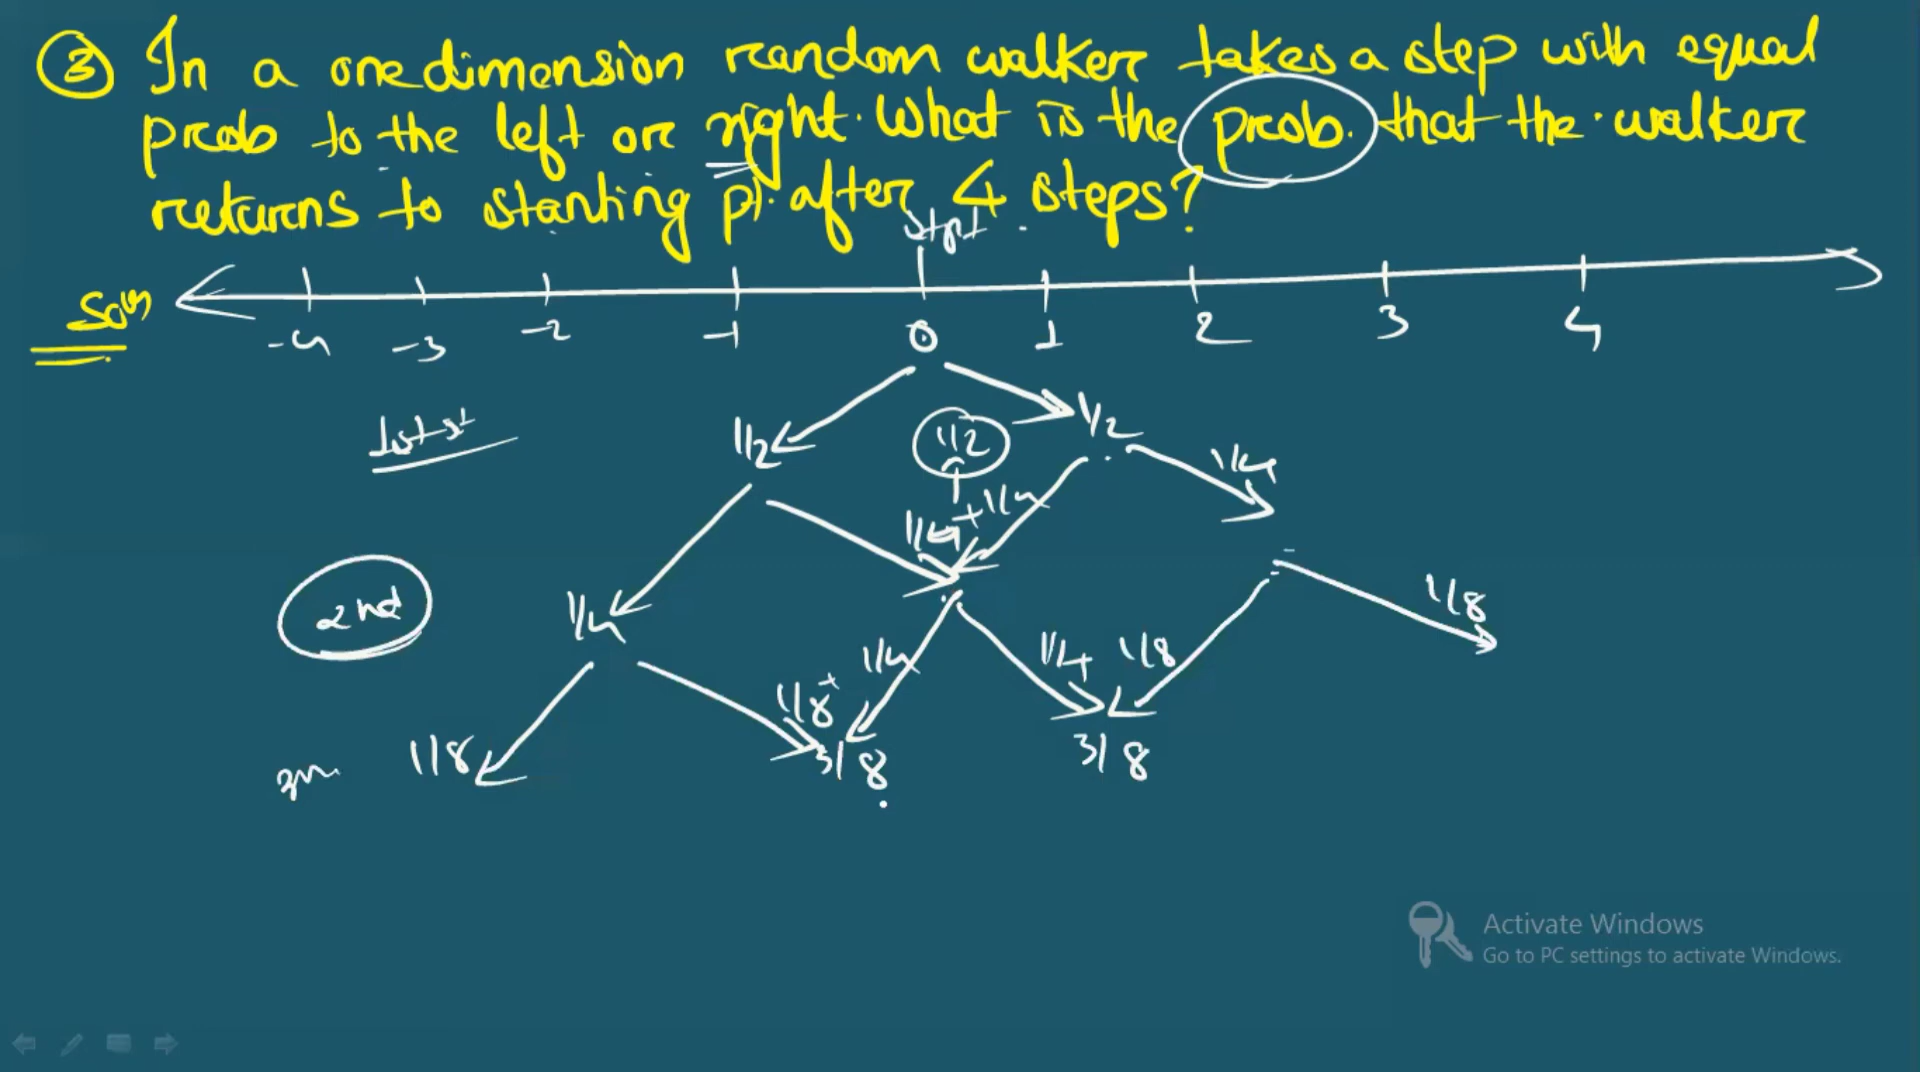 ③ In a one dimension random walker takes a step with equal
prob to the left or right. What is the prob. that the walker
returns to starting pt. after 4 steps?
st pt
Soln
-4 -3 -2 -1 0 1 2 3 4
1st st
1/2 1/2 1/2
1/4 + 1/4 1/4
2nd 1/4
1/8 + 1/4 1/4 + 1/8 1/8
1/8 3/8 3/8
Activate Windows
Go to PC settings to activate Windows.